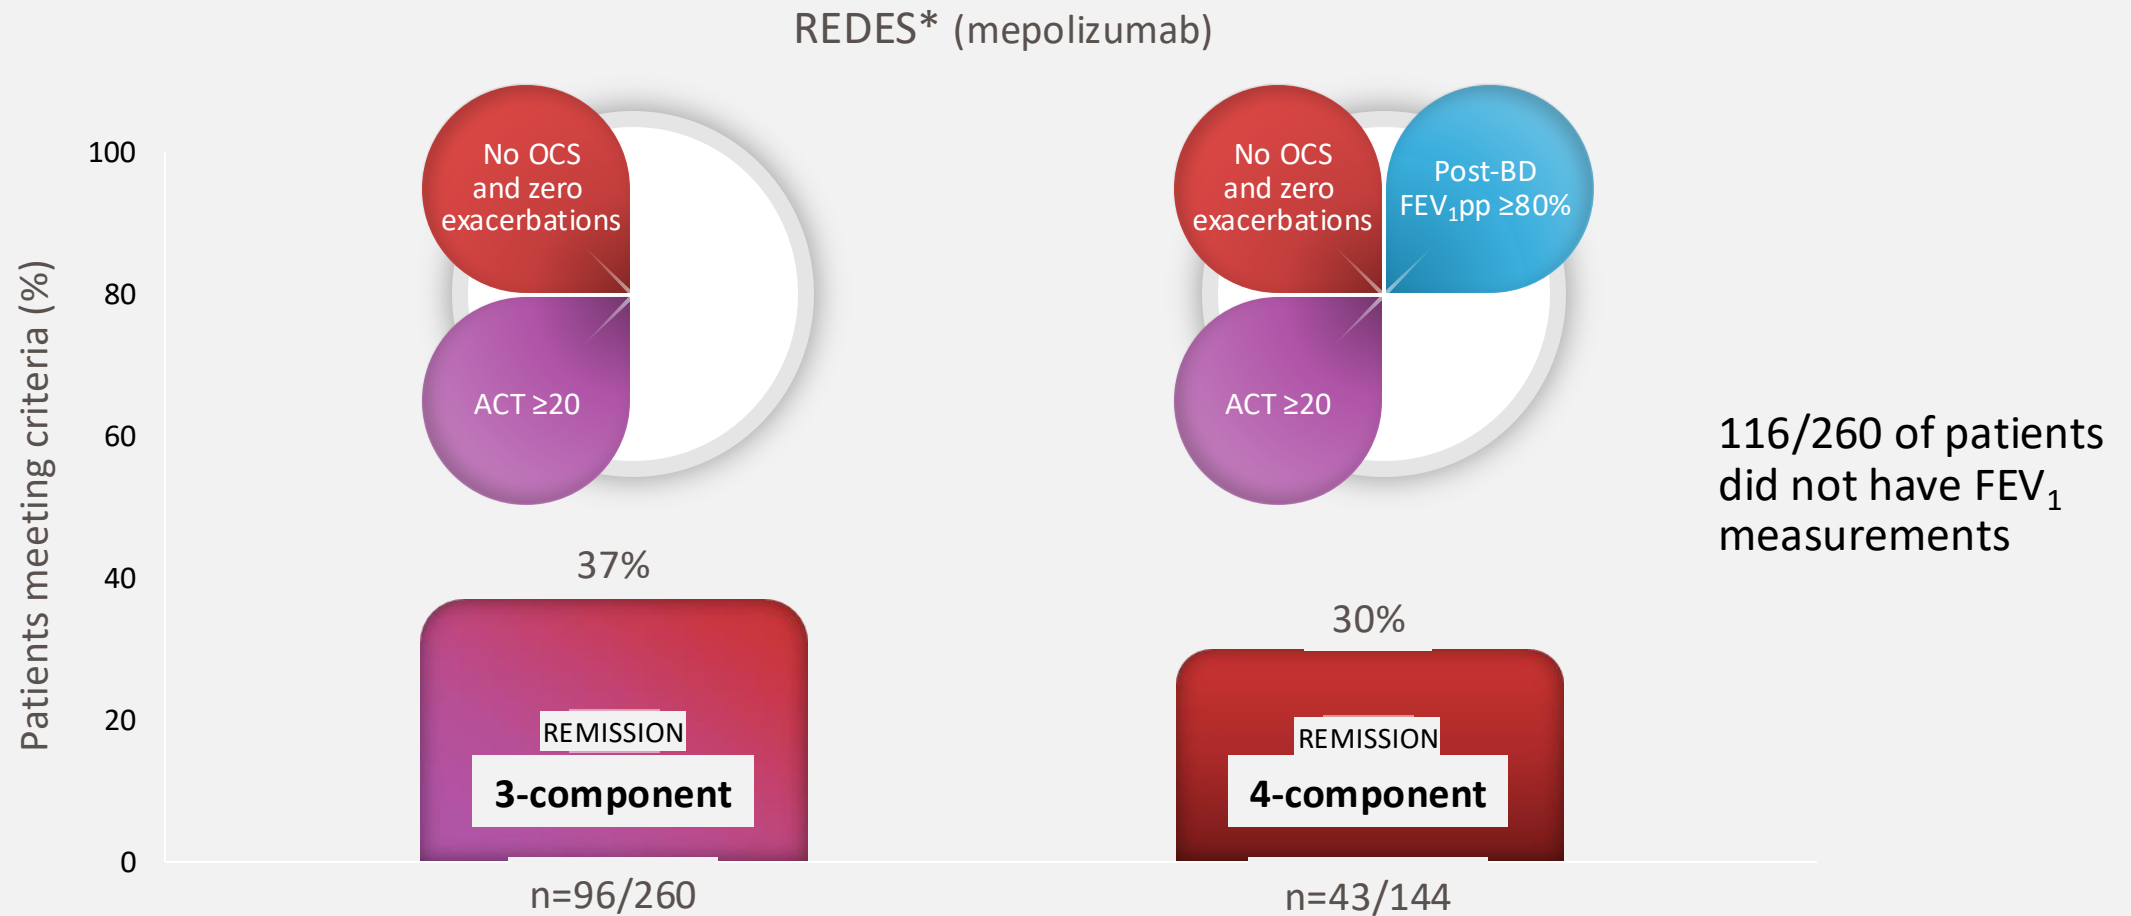 REDES* (mepolizumab)
Patients meeting criteria (%)
100
80
60
40
20
0
No OCS
and zero
exacerbations
ACT ≥20
37%
REMISSION
3-component
n=96/260
No OCS
and zero
exacerbations
Post-BD
FEV₁pp ≥80%
ACT ≥20
30%
REMISSION
4-component
n=43/144
116/260 of patients
did not have FEV₁
measurements